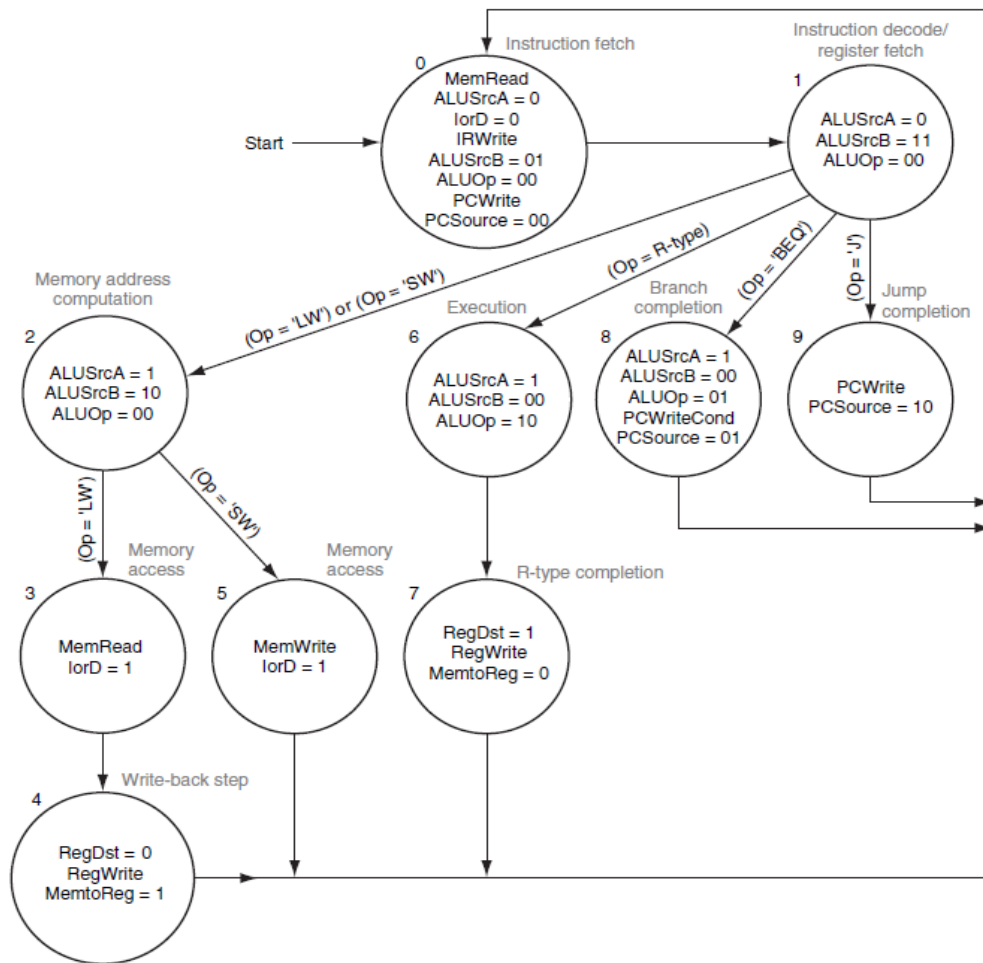 Instruction fetch
Instruction decode/
register fetch
0
MemRead
ALUSrcA = 0
IorD = 0
IRWrite
ALUSrcB = 01
ALUOp = 00
PCWrite
PCSource = 00
1
ALUSrcA = 0
ALUSrcB = 11
ALUOp = 00
Start
(Op = 'LW') or (Op = 'SW')
(Op = R-type)
(Op = 'BEQ')
(Op = 'J')
Memory address
computation
2
ALUSrcA = 1
ALUSrcB = 10
ALUOp = 00
Execution
6
ALUSrcA = 1
ALUSrcB = 00
ALUOp = 10
Branch
completion
8
ALUSrcA = 1
ALUSrcB = 00
ALUOp = 01
PCWriteCond
PCSource = 01
Jump
completion
9
PCWrite
PCSource = 10
(Op = 'LW')
(Op = 'SW')
Memory
access
3
MemRead
IorD = 1
Memory
access
5
MemWrite
IorD = 1
R-type completion
7
RegDst = 1
RegWrite
MemtoReg = 0
Write-back step
4
RegDst = 0
RegWrite
MemtoReg = 1